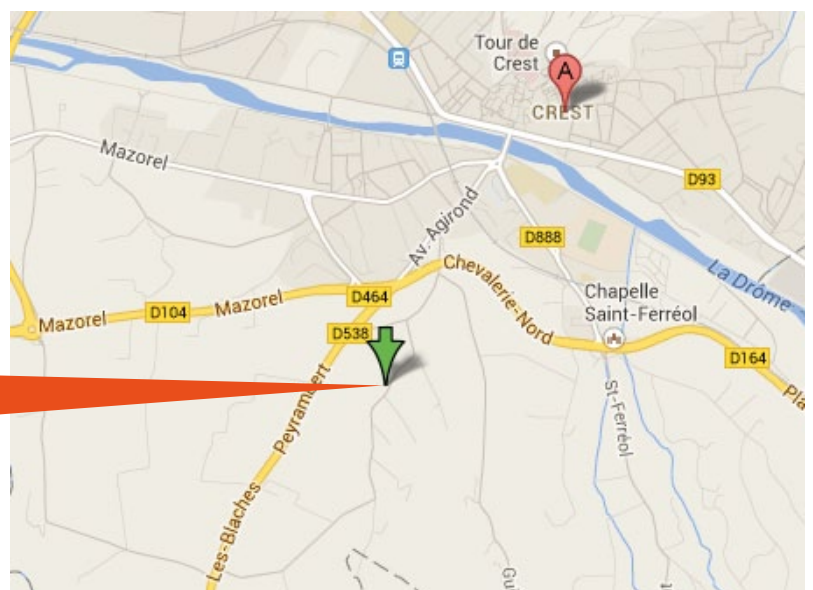 Tour de
Crest
A
CREST
Mazorel
D93
Av. Agirond
D888
La Drôme
Chevalerie-Nord
Chapelle
Saint-Ferréol
D464
Mazorel
D104
Mazorel
D538
D164
Peyrambert
St-Ferréol
Les-Blaches